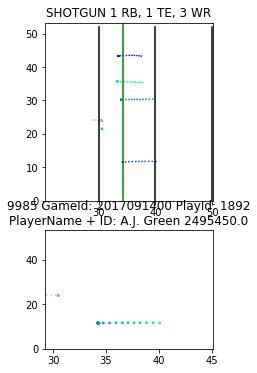 SHOTGUN 1 RB, 1 TE, 3 WR
50
40
30
20
10
0
30 40 50
9985 GameId: 2017091400 PlayId: 1892
PlayerName + ID: A.J. Green 2495450.0
40
20
0
30 35 40 45